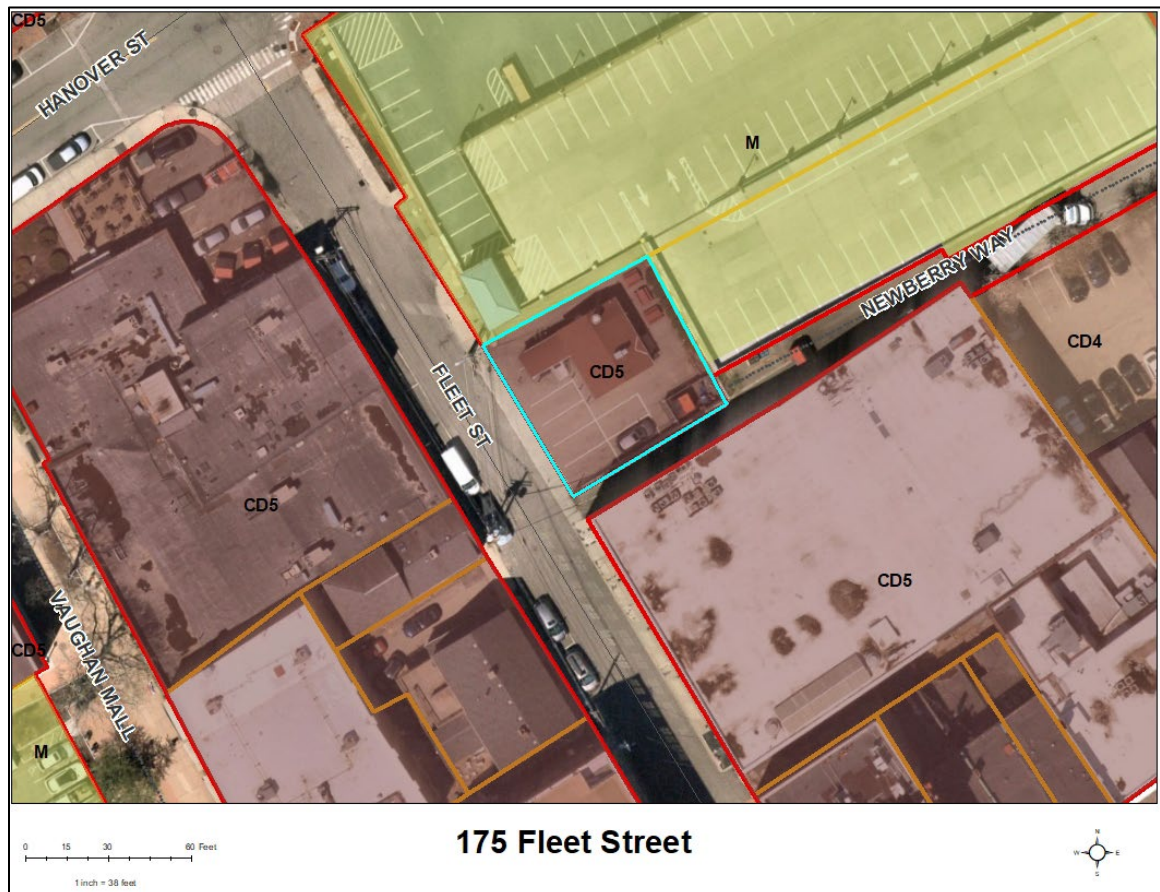 CD5
HANOVER ST
M
NEWBERRY WAY
CD4
CD5
FLEET ST
CD5
CD5
VAUGHAN MALL
CD5
M
175 Fleet Street
0 15 30 60 Feet
1 inch = 38 feet
N
W E
S